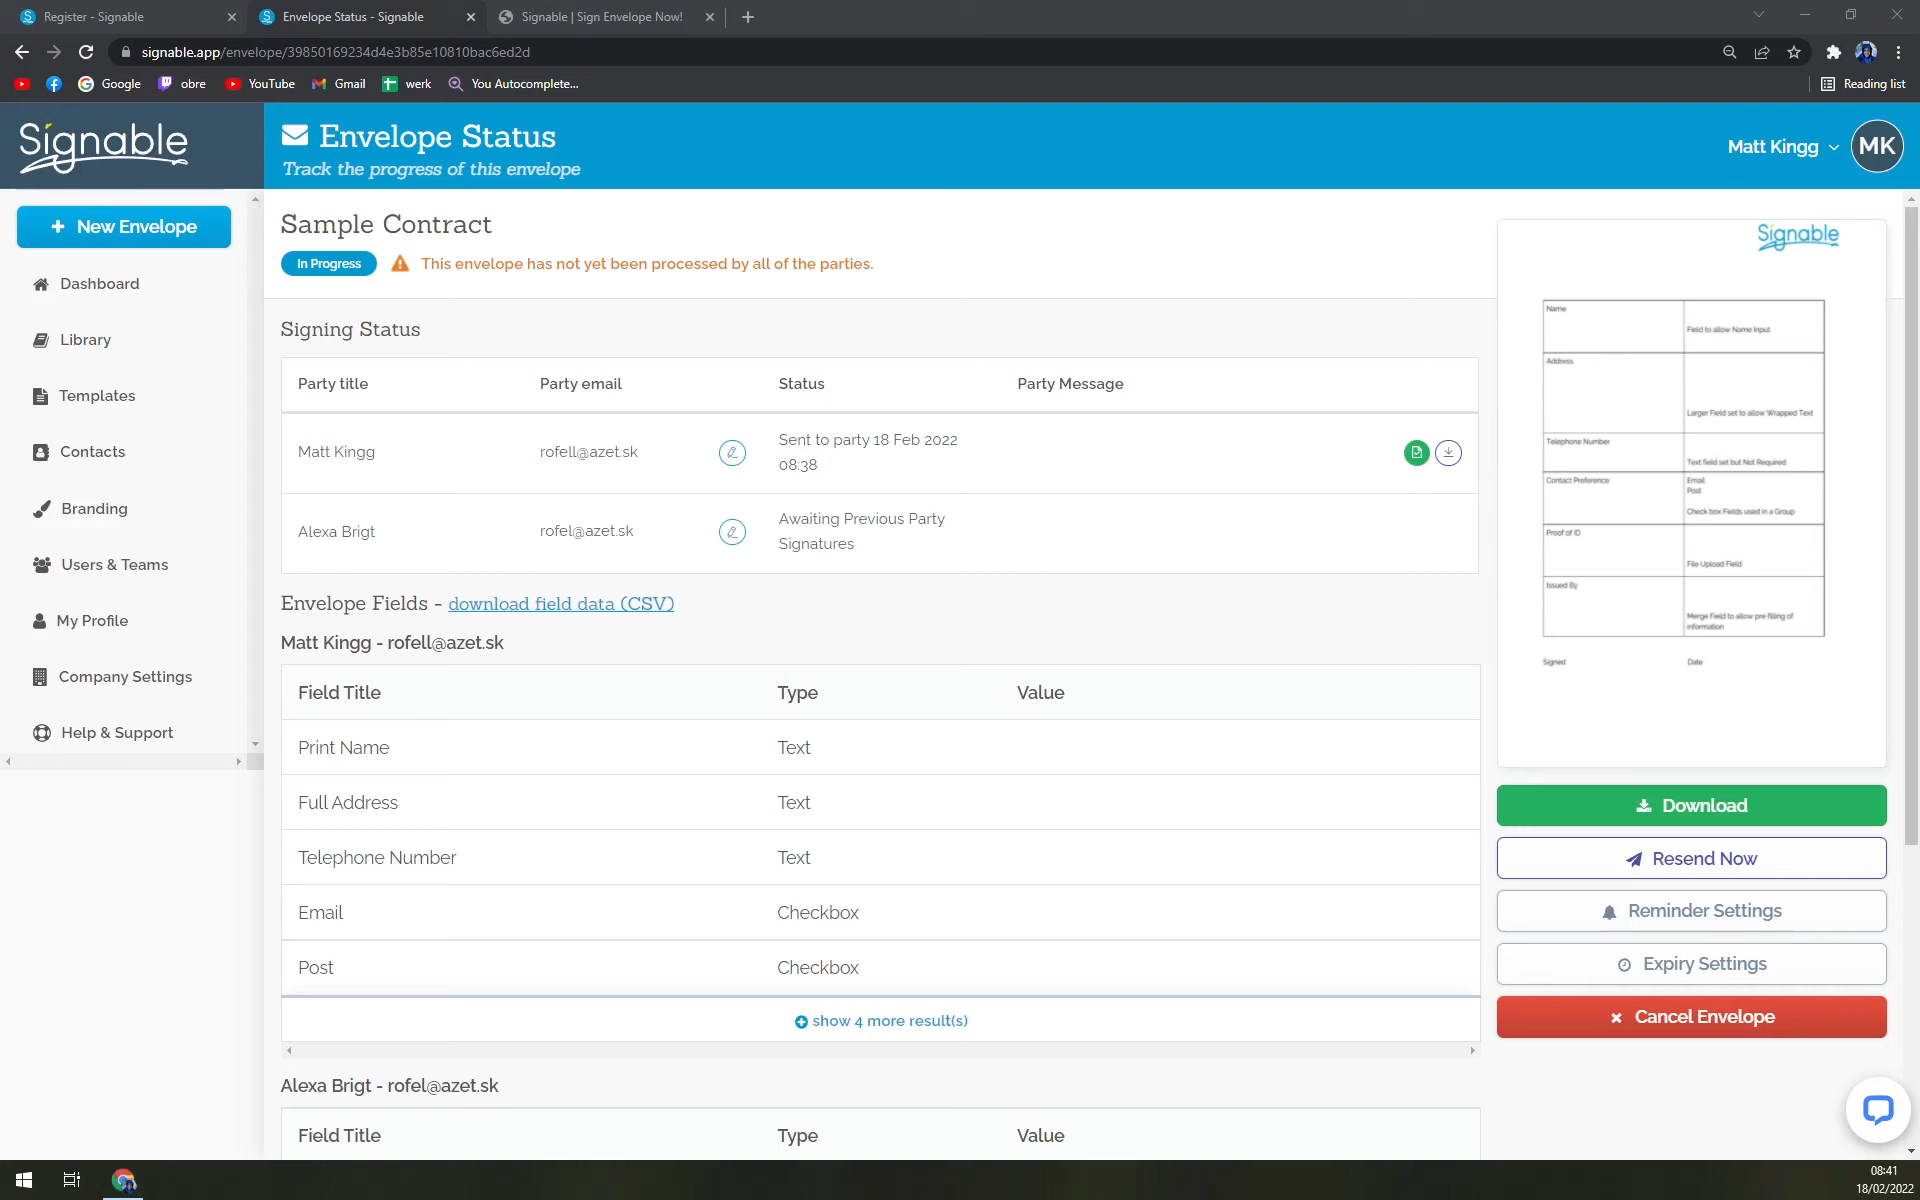 Register - Signable
Envelope Status - Signable
Signable | Sign Envelope Now!
signable.app/envelope/39850169234d4e3b85e10810bac6ed2d
Google
obre
YouTube
Gmail
werk
You Autocomplete...
Reading list
Signable
Envelope Status
Track the progress of this envelope
Matt Kingg
MK
New Envelope
Dashboard
Library
Templates
Contacts
Branding
Users & Teams
My Profile
Company Settings
Help & Support
Sample Contract
In Progress
This envelope has not yet been processed by all of the parties.
Signing Status
Party title Party email Status Party Message
Matt Kingg rofell@azet.sk Sent to party 18 Feb 2022
08:38
Alexa Brigt rofel@azet.sk Awaiting Previous Party
Signatures
Envelope Fields - download field data (CSV)
Matt Kingg - rofell@azet.sk
Field Title Type Value
Print Name Text
Full Address Text
Telephone Number Text
Email Checkbox
Post Checkbox
show 4 more result(s)
Alexa Brigt - rofel@azet.sk
Field Title Type Value
Signable
Name
Field to allow Name Input
Address
Larger Field set to allow Wrapped Text
Telephone Number
Text field set but Not Required
Contact Preference
Email
Post
Check box Fields used in a Group
Proof of ID
File Upload Field
Issued By
Merge Field to allow pre filling of
information
Signed Date
Download
Resend Now
Reminder Settings
Expiry Settings
Cancel Envelope
08:41
18/02/2022